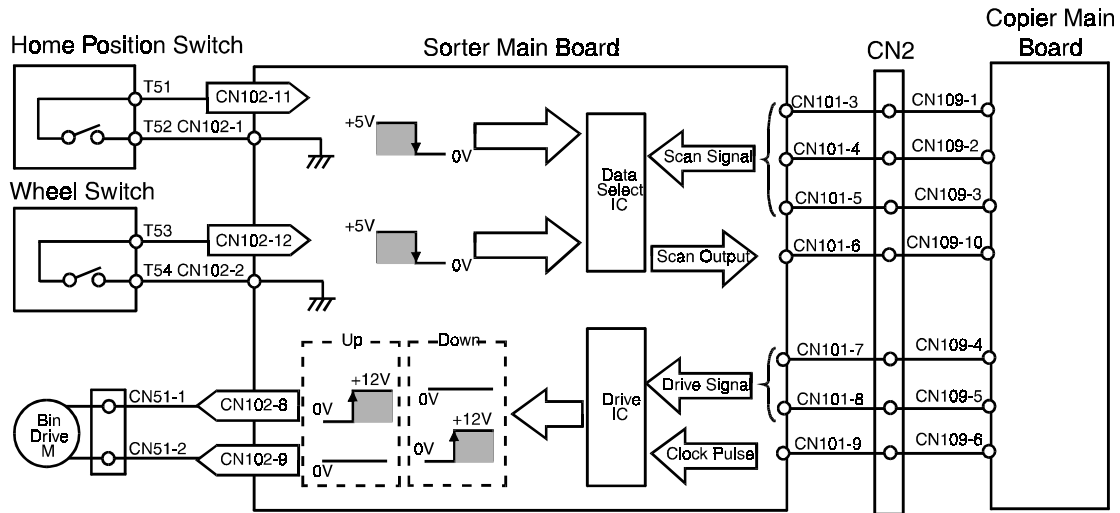 Home Position Switch
Sorter Main Board
CN2
Copier Main
Board
T51
CN102-11
T52 CN102-1
+5V
0V
Data
Select
IC
Scan Signal
CN101-3
CN109-1
CN101-4
CN109-2
CN101-5
CN109-3
Wheel Switch
T53
CN102-12
T54 CN102-2
+5V
0V
Scan Output
CN101-6
CN109-10
Up
Down
Bin
Drive
M
CN51-1
CN102-8
0V
+12V
0V
CN51-2
CN102-9
0V
0V
+12V
Drive
IC
Drive Signal
CN101-7
CN109-4
CN101-8
CN109-5
Clock Pulse
CN101-9
CN109-6